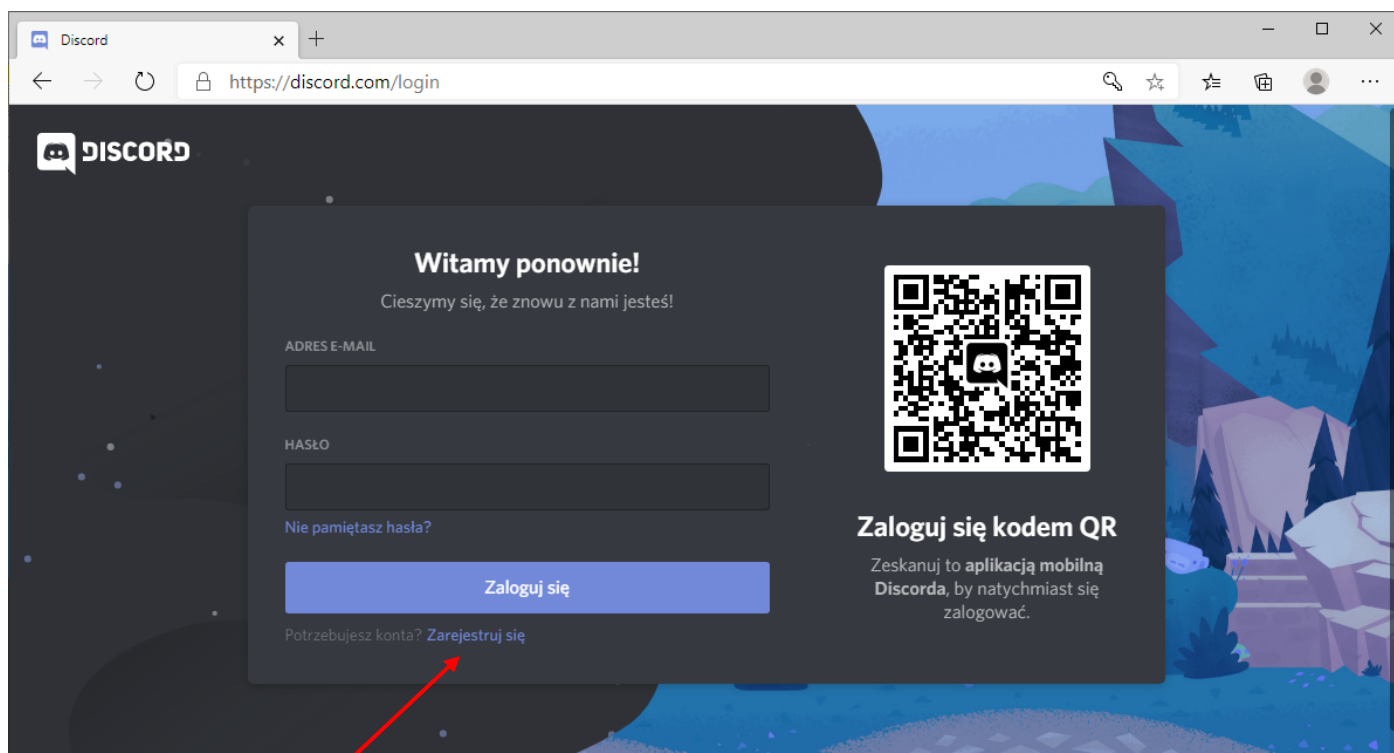 Discord
https://discord.com/login
DISCORD
Witamy ponownie!
Cieszymy się, że znowu z nami jesteś!
ADRES E-MAIL
HASŁO
Nie pamiętasz hasła?
Zaloguj się
Potrzebujesz konta? Zarejestruj się
Zaloguj się kodem QR
Zeskanuj to aplikacją mobilną
Discorda, by natychmiast się
zalogować.